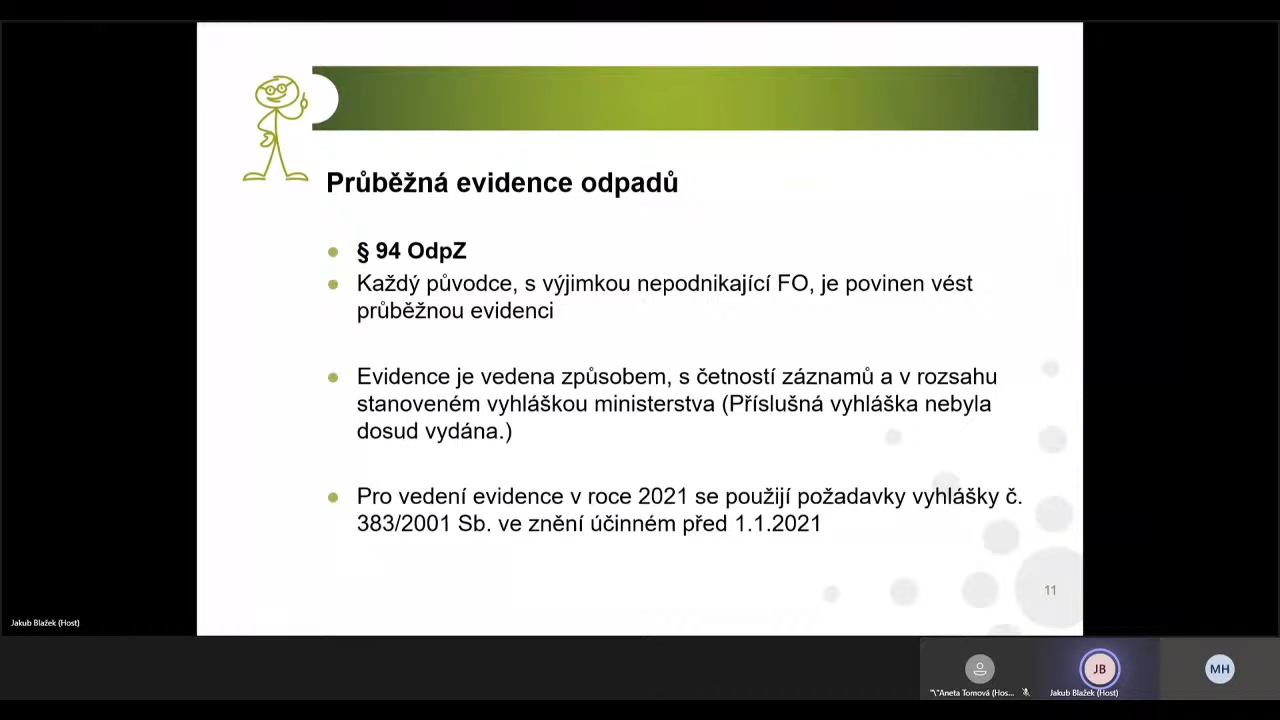 Průběžná evidence odpadů
§ 94 OdpZ
Každý původce, s výjimkou nepodnikající FO, je povinen vést
průběžnou evidenci
Evidence je vedena způsobem, s četností záznamů a v rozsahu
stanoveném vyhláškou ministerstva (Příslušná vyhláška nebyla
dosud vydána.)
Pro vedení evidence v roce 2021 se použijí požadavky vyhlášky č.
383/2001 Sb. ve znění účinném před 1.1.2021
11
Jakub Blažek (Host)
JB
MH
"\"Aneta Tomová (Hos...
Jakub Blažek (Host)